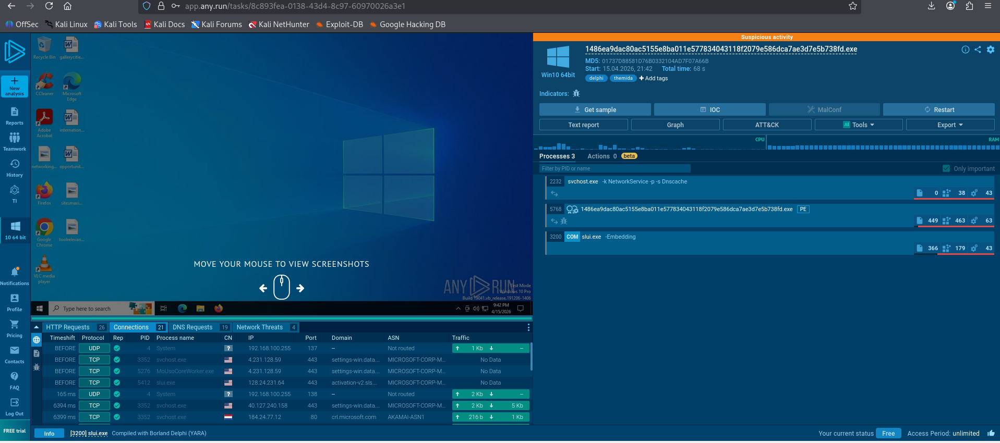 app.any.run/tasks/8c893fea-0138-43d4-8c97-60970026a3e1
OffSec Kali Linux Kali Tools Kali Docs Kali Forums Kali NetHunter Exploit-DB Google Hacking DB
New analysis
Reports
Teamwork
History
TI
10 64 bit
Notifications
Profile
Pricing
Contacts
FAQ
Log Out
FREE trial
Recycle Bin gallerycitie...
CCleaner Microsoft Edge
Adobe Acrobat internation...
networking... opportunit...
Firefox sitesmaxi...
Google Chrome toolrelevan...
VLC media player
MOVE YOUR MOUSE TO VIEW SCREENSHOTS
ANY RUN
Test Mode
Windows 10 Pro
Build 19041.vb_release.191206-1406
Type here to search
9:42 PM
4/15/2026
HTTP Requests 26 Connections 21 DNS Requests 19 Network Threats 4
Timeshift Protocol Rep PID Process name CN IP Port Domain ASN Traffic
BEFORE UDP 4 System ? 192.168.100.255 137 – Not routed 1 Kb –
BEFORE TCP 3352 svchost.exe 4.231.128.59 443 settings-win.data.... MICROSOFT-CORP-M... No Data
BEFORE TCP 5276 MoUsoCoreWorker.exe 4.231.128.59 443 settings-win.data.... MICROSOFT-CORP-M... No Data
BEFORE TCP 5412 slui.exe 128.24.231.64 443 activation-v2.sls.... MICROSOFT-CORP-M... No Data
165 ms UDP 4 System ? 192.168.100.255 138 – Not routed 2 Kb –
6394 ms TCP 3352 svchost.exe 40.127.240.158 443 settings-win.data.... MICROSOFT-CORP-M... 2 Kb 5 Kb
6399 ms TCP 3352 svchost.exe 184.24.77.12 80 crl.microsoft.com AKAMAI-ASN1 216 b 1 Kb
Info [3200] slui.exe Compiled with Borland Delphi (YARA)
Suspicious activity
Win10 64bit
1486ea9dac80ac5155e8ba011e577834043118f2079e586dca7ae3d7e5b738fd.exe
MD5: 01737D88581D76B0332104AD7F07A66B
Start: 15.04.2026, 21:42 Total time: 68 s
delphi themida + Add tags
Indicators:
Get sample IOC MalConf Restart
Text report Graph ATT&CK AI Tools Export
CPU RAM
Processes 3 Actions 0 beta
Filter by PID or name Only important
2232 svchost.exe -k NetworkService -p -s Dnscache
0 38 43
5768 1486ea9dac80ac5155e8ba011e577834043118f2079e586dca7ae3d7e5b738fd.exe PE
449 463 63
3200 COM slui.exe -Embedding
366 179 43
Your current status Free Access Period: unlimited